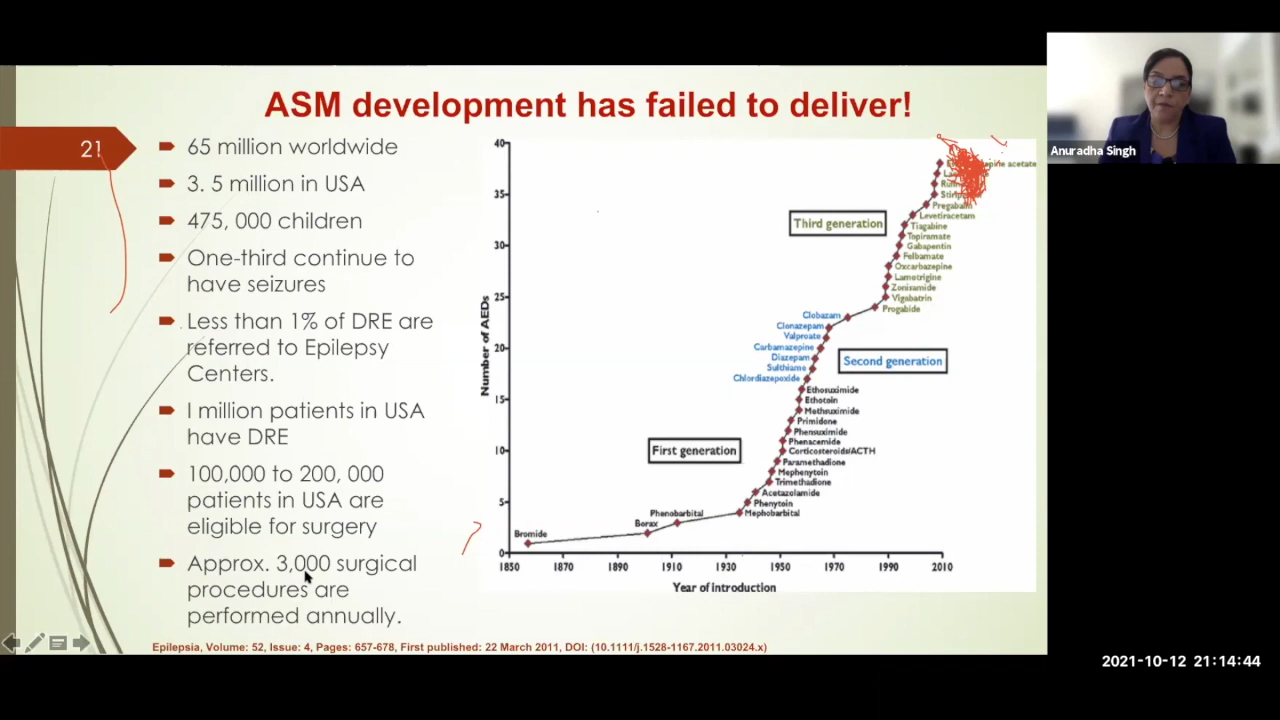 ASM development has failed to deliver!
21
65 million worldwide
3. 5 million in USA
475, 000 children
One-third continue to
have seizures
Less than 1% of DRE are
referred to Epilepsy
Centers.
1 million patients in USA
have DRE
100,000 to 200, 000
patients in USA are
eligible for surgery
Approx. 3,000 surgical
procedures are
performed annually.
Number of AEDs
40
35
30
25
20
15
10
5
0
1850 1870 1890 1910 1930 1950 1970 1990 2010
Year of introduction
Third generation
Second generation
First generation
acetate
Pregabalin
Levetiracetam
Tiagabine
Topiramate
Gabapentin
Felbamate
Oxcarbazepine
Lamotrigine
Zonisamide
Vigabatrin
Progabide
Clobazam
Clonazepam
Valproate
Carbamazepine
Diazepam
Sulthiame
Chlordiazepoxide
Ethosuximide
Ethotoin
Methsuximide
Primidone
Phensuximide
Phenacemide
Corticosteroids/ACTH
Paramethadione
Mephenytoin
Trimethadione
Acetazolamide
Phenytoin
Mephobarbital
Phenobarbital
Borax
Bromide
Epilepsia, Volume: 52, Issue: 4, Pages: 657-678, First published: 22 March 2011, DOI: (10.1111/j.1528-1167.2011.03024.x)
Anuradha Singh
2021-10-12 21:14:44